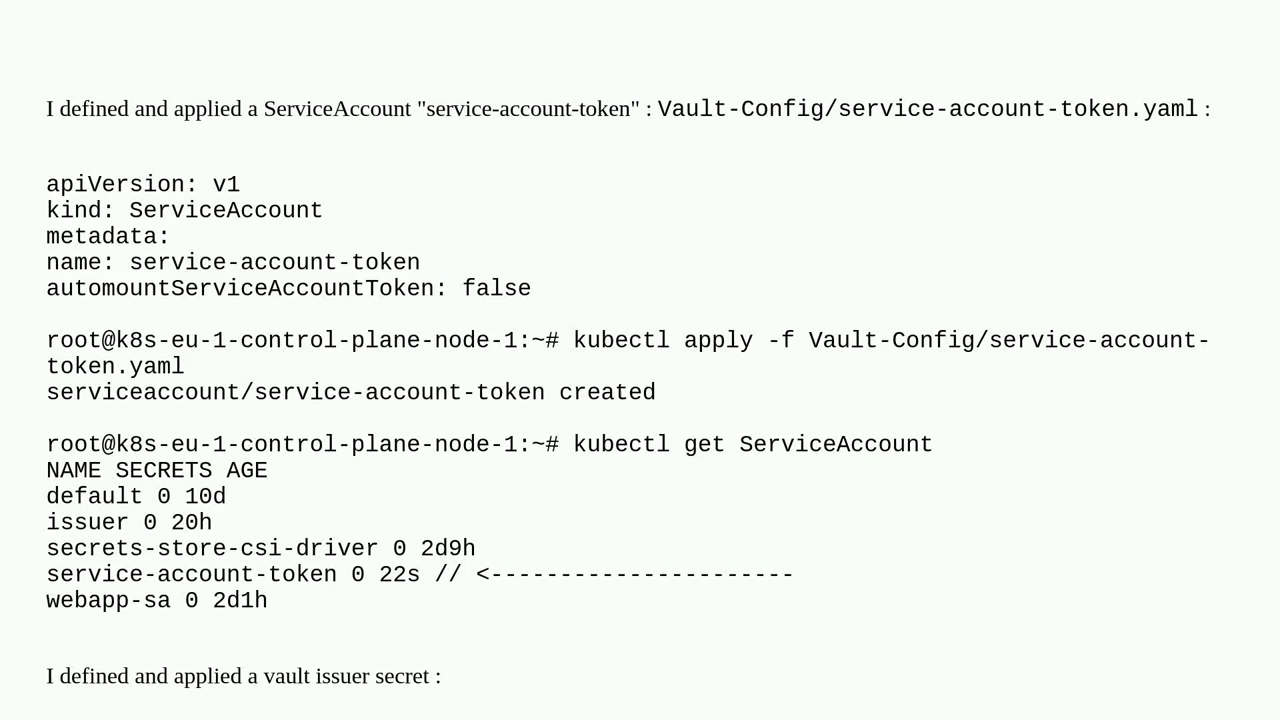 I defined and applied a ServiceAccount "service-account-token" : Vault-Config/service-account-token.yaml :
apiVersion: v1
kind: ServiceAccount
metadata:
name: service-account-token
automountServiceAccountToken: false
root@k8s-eu-1-control-plane-node-1:~# kubectl apply -f Vault-Config/service-account-
token.yaml
serviceaccount/service-account-token created
root@k8s-eu-1-control-plane-node-1:~# kubectl get ServiceAccount
NAME SECRETS AGE
default 0 10d
issuer 0 20h
secrets-store-csi-driver 0 2d9h
service-account-token 0 22s // <----------------------
webapp-sa 0 2d1h
I defined and applied a vault issuer secret :